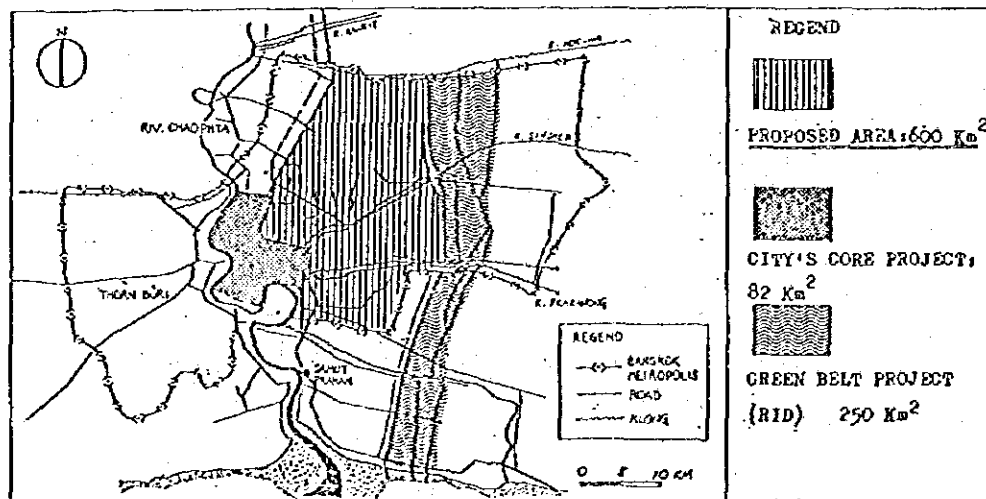 N
RIV. CHAOPHYA
THON BURI
SAMUT
PRAKAN
REGEND
BANGKOK
METROPOLIS
ROAD
KLONG
0 5 10 KM
REGEND
PROPOSED AREA:600 Km²
CITY'S CORE PROJECT;
82 Km²
GREEN BELT PROJECT
(RID) 250 Km²